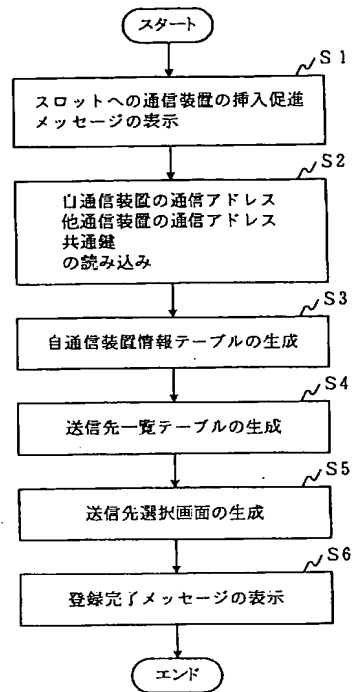 スタート
S1
スロットへの通信装置の挿入促進
メッセージの表示
S2
自通信装置の通信アドレス
他通信装置の通信アドレス
共通鍵
の読み込み
S3
自通信装置情報テーブルの生成
S4
送信先一覧テーブルの生成
S5
送信先選択画面の生成
S6
登録完了メッセージの表示
エンド